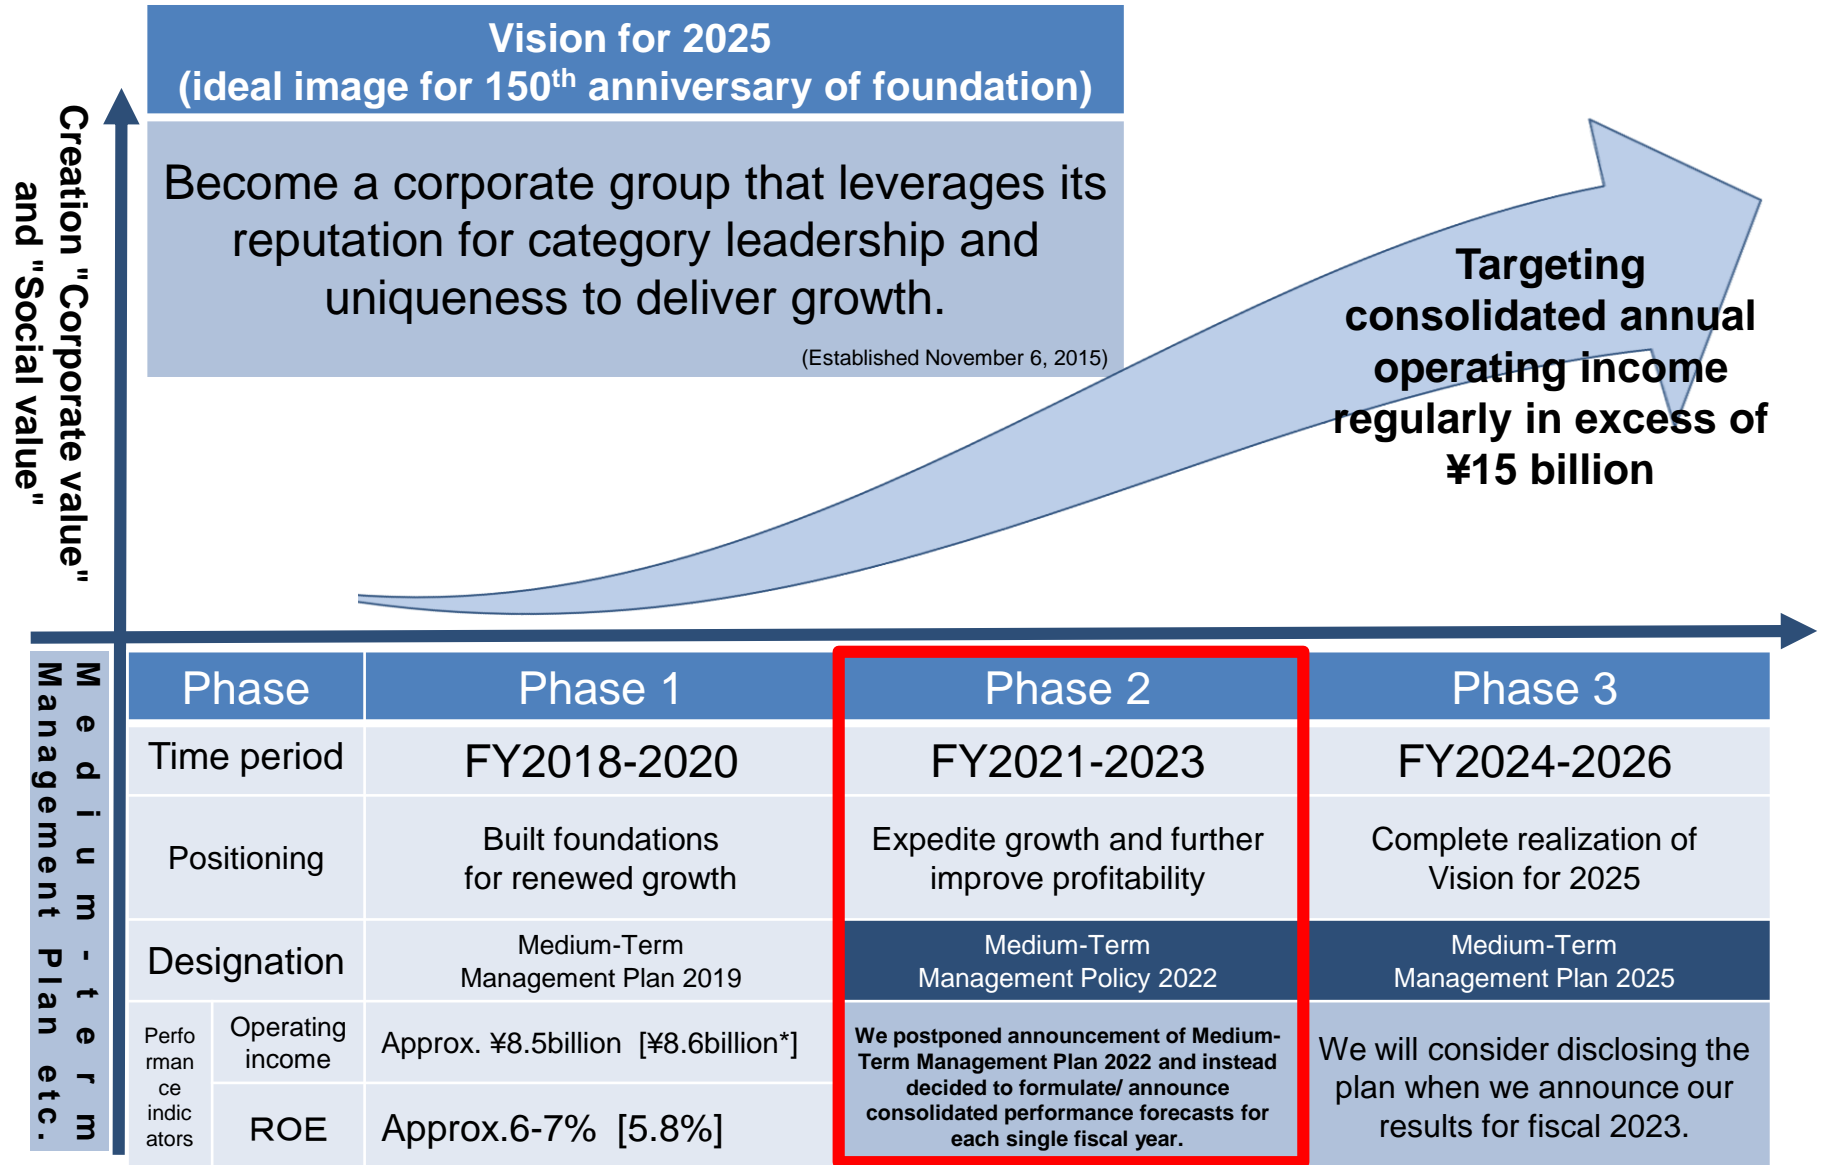 Vision for 2025
(ideal image for 150th anniversary of foundation)
Become a corporate group that leverages its
reputation for category leadership and
uniqueness to deliver growth.
(Established November 6, 2015)
Creation "Corporate value"
and "Social value"
Targeting
consolidated annual
operating income
regularly in excess of
¥15 billion
Medium-term
Management Plan etc.
Phase
Phase 1
Phase 2
Phase 3
Time period
FY2018-2020
FY2021-2023
FY2024-2026
Positioning
Built foundations
for renewed growth
Expedite growth and further
improve profitability
Complete realization of
Vision for 2025
Designation
Medium-Term
Management Plan 2019
Medium-Term
Management Policy 2022
Medium-Term
Management Plan 2025
Perfo
rman
ce
indic
ators
Operating
income
Approx. ¥8.5billion [¥8.6billion*]
ROE
Approx.6-7% [5.8%]
We postponed announcement of Medium-
Term Management Plan 2022 and instead
decided to formulate/ announce
consolidated performance forecasts for
each single fiscal year.
We will consider disclosing the
plan when we announce our
results for fiscal 2023.